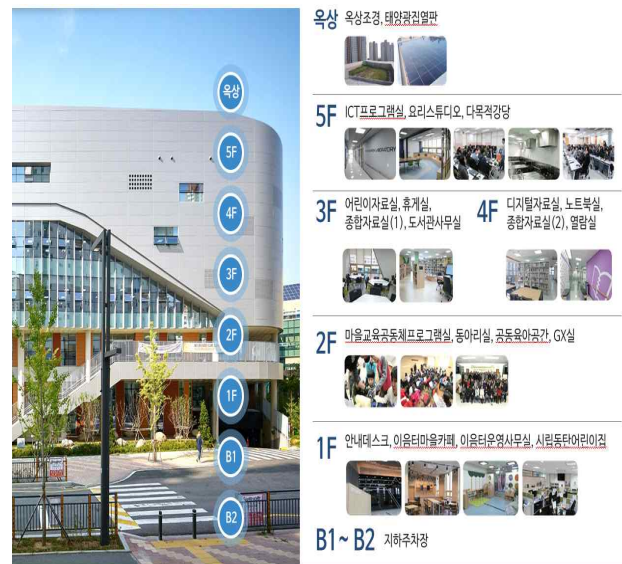 옥상
5F
4F
3F
2F
1F
B1
B2
옥상 옥상조경, 태양광집열판
5F ICT프로그램실, 요리스튜디오, 다목적강당
3F 어린이자료실, 휴게실,
종합자료실(1), 도서관사무실
4F 디지털자료실, 노트북실,
종합자료실(2), 열람실
2F 마을교육공동체프로그램실, 동아리실, 공동육아공간, GX실
1F 안내데스크, 이음터마을카페, 이음터운영사무실, 시립동탄어린이집
B1~ B2 지하주차장